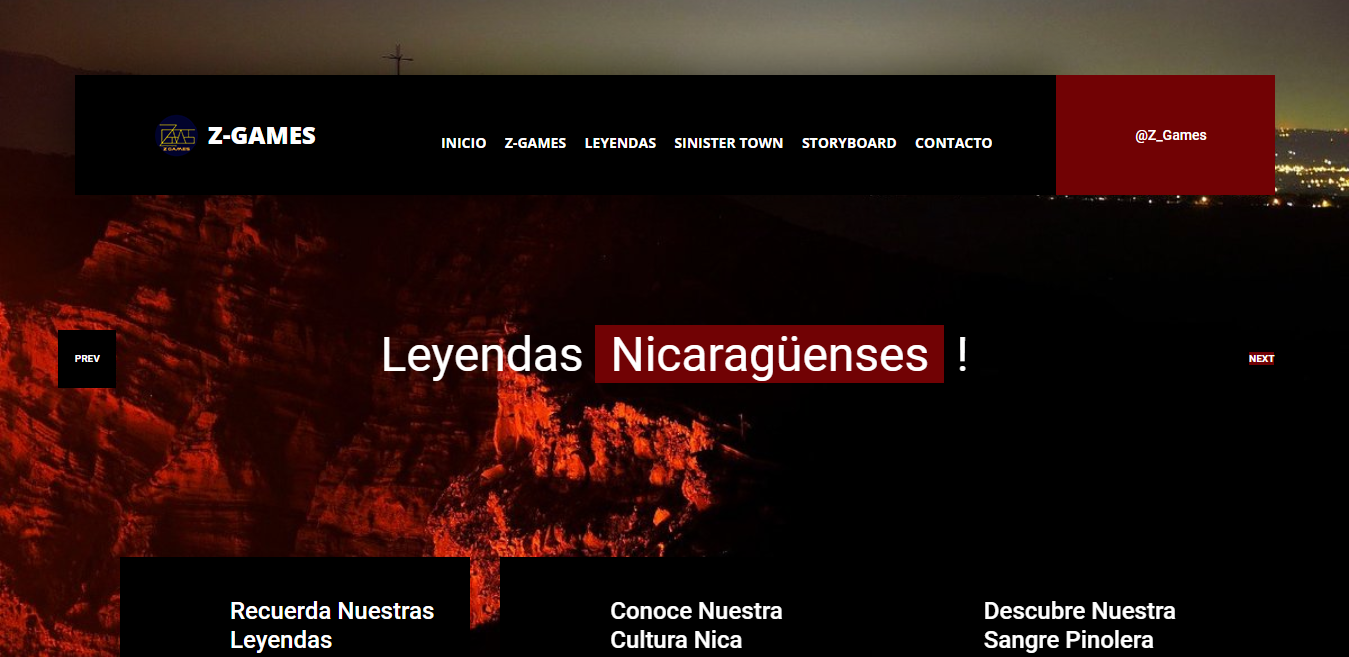 Z GAMES
Z-GAMES
INICIO Z-GAMES LEYENDAS SINISTER TOWN STORYBOARD CONTACTO
@Z_Games
PREV
Leyendas Nicaragüenses !
NEXT
Recuerda Nuestras
Leyendas
Conoce Nuestra
Cultura Nica
Descubre Nuestra
Sangre Pinolera